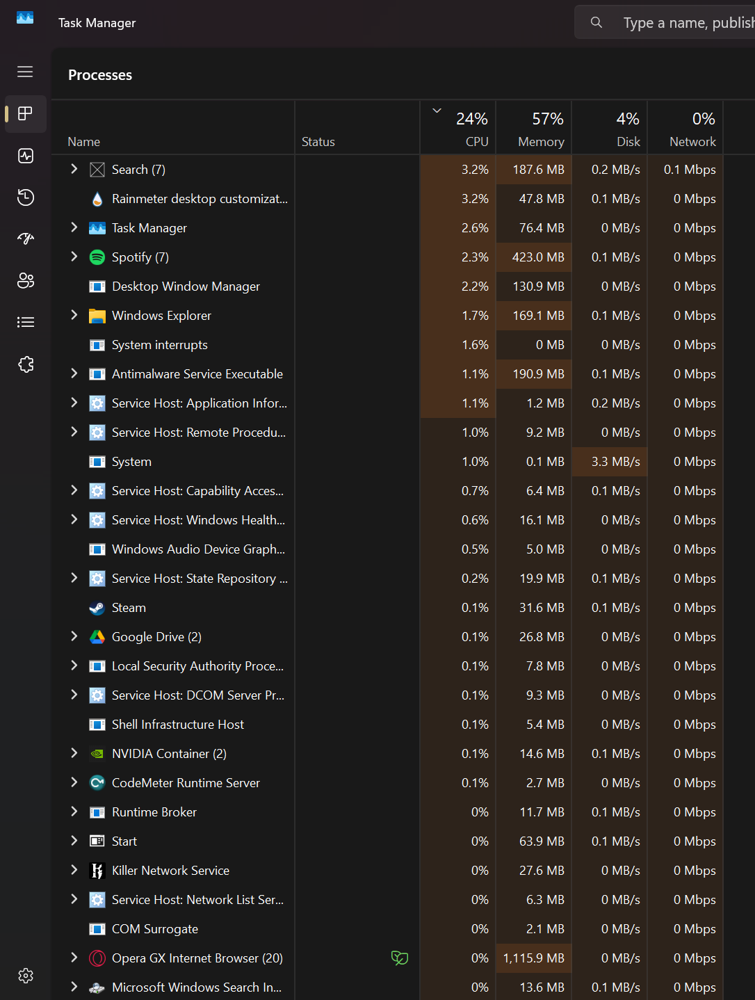 Task Manager
Type a name, publish
Processes
24% 57% 4% 0%
Name Status CPU Memory Disk Network
Search (7) 3.2% 187.6 MB 0.2 MB/s 0.1 Mbps
Rainmeter desktop customizat... 3.2% 47.8 MB 0.1 MB/s 0 Mbps
Task Manager 2.6% 76.4 MB 0 MB/s 0 Mbps
Spotify (7) 2.3% 423.0 MB 0.1 MB/s 0 Mbps
Desktop Window Manager 2.2% 130.9 MB 0 MB/s 0 Mbps
Windows Explorer 1.7% 169.1 MB 0.1 MB/s 0 Mbps
System interrupts 1.6% 0 MB 0 MB/s 0 Mbps
Antimalware Service Executable 1.1% 190.9 MB 0.1 MB/s 0 Mbps
Service Host: Application Infor... 1.1% 1.2 MB 0.2 MB/s 0 Mbps
Service Host: Remote Procedu... 1.0% 9.2 MB 0 MB/s 0 Mbps
System 1.0% 0.1 MB 3.3 MB/s 0 Mbps
Service Host: Capability Acces... 0.7% 6.4 MB 0.1 MB/s 0 Mbps
Service Host: Windows Health... 0.6% 16.1 MB 0 MB/s 0 Mbps
Windows Audio Device Graph... 0.5% 5.0 MB 0 MB/s 0 Mbps
Service Host: State Repository ... 0.2% 19.9 MB 0.1 MB/s 0 Mbps
Steam 0.1% 31.6 MB 0.1 MB/s 0 Mbps
Google Drive (2) 0.1% 26.8 MB 0 MB/s 0 Mbps
Local Security Authority Proce... 0.1% 7.8 MB 0 MB/s 0 Mbps
Service Host: DCOM Server Pr... 0.1% 9.3 MB 0 MB/s 0 Mbps
Shell Infrastructure Host 0.1% 5.4 MB 0 MB/s 0 Mbps
NVIDIA Container (2) 0.1% 14.6 MB 0.1 MB/s 0 Mbps
CodeMeter Runtime Server 0.1% 2.7 MB 0 MB/s 0 Mbps
Runtime Broker 0% 11.7 MB 0.1 MB/s 0 Mbps
Start 0% 63.9 MB 0.1 MB/s 0 Mbps
Killer Network Service 0% 27.6 MB 0 MB/s 0 Mbps
Service Host: Network List Ser... 0% 6.3 MB 0 MB/s 0 Mbps
COM Surrogate 0% 2.1 MB 0 MB/s 0 Mbps
Opera GX Internet Browser (20) 0% 1,115.9 MB 0 MB/s 0 Mbps
Microsoft Windows Search In... 0% 13.6 MB 0.1 MB/s 0 Mbps